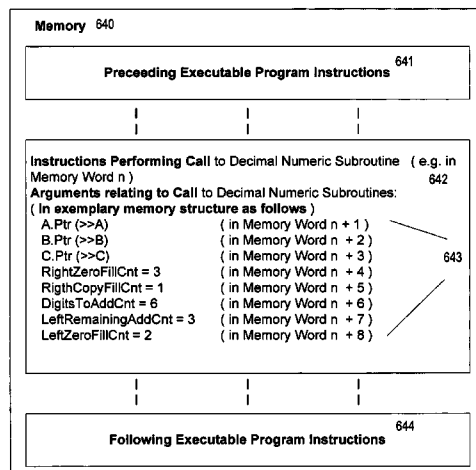 Memory 640
641
Preceeding Executable Program Instructions
Instructions Performing Call to Decimal Numeric Subroutine ( e.g. in
Memory Word n )
642
Arguments relating to Call to Decimal Numeric Subroutines:
( In exemplary memory structure as follows )
A.Ptr (>>A) ( in Memory Word n + 1 )
B.Ptr (>>B) ( in Memory Word n + 2 )
C.Ptr (>>C) ( in Memory Word n + 3 )
643
RightZeroFillCnt = 3 ( in Memory Word n + 4 )
RigthCopyFillCnt = 1 ( in Memory Word n + 5 )
DigitsToAddCnt = 6 ( in Memory Word n + 6 )
LeftRemainingAddCnt = 3 ( in Memory Word n + 7 )
LeftZeroFillCnt = 2 ( in Memory Word n + 8 )
644
Following Executable Program Instructions